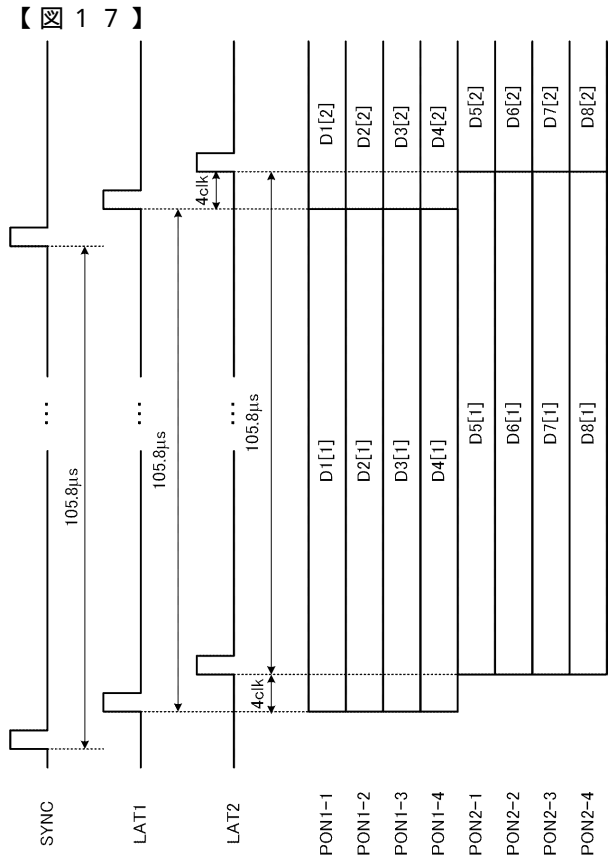 【図１７】
SYNC
105.8µs
...
LAT1
105.8µs
...
LAT2
4clk
105.8µs
...
4clk
PON1-1
D1[1]
D1[2]
PON1-2
D2[1]
D2[2]
PON1-3
D3[1]
D3[2]
PON1-4
D4[1]
D4[2]
PON2-1
D5[1]
D5[2]
PON2-2
D6[1]
D6[2]
PON2-3
D7[1]
D7[2]
PON2-4
D8[1]
D8[2]